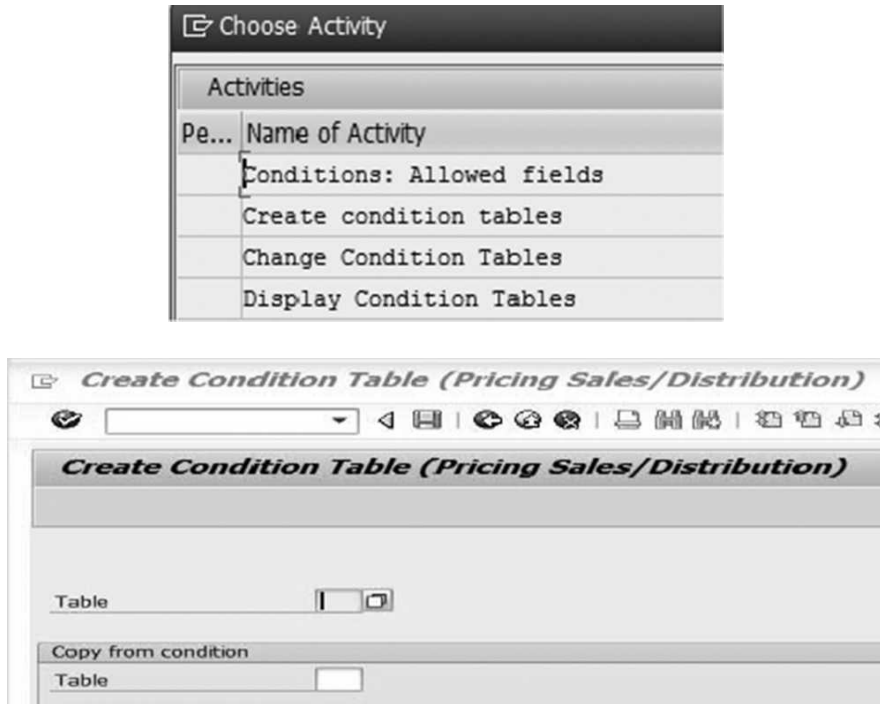 Choose Activity
Activities
Pe... Name of Activity
Conditions: Allowed fields
Create condition tables
Change Condition Tables
Display Condition Tables
Create Condition Table (Pricing Sales/Distribution)
Create Condition Table (Pricing Sales/Distribution)
Table
Copy from condition
Table